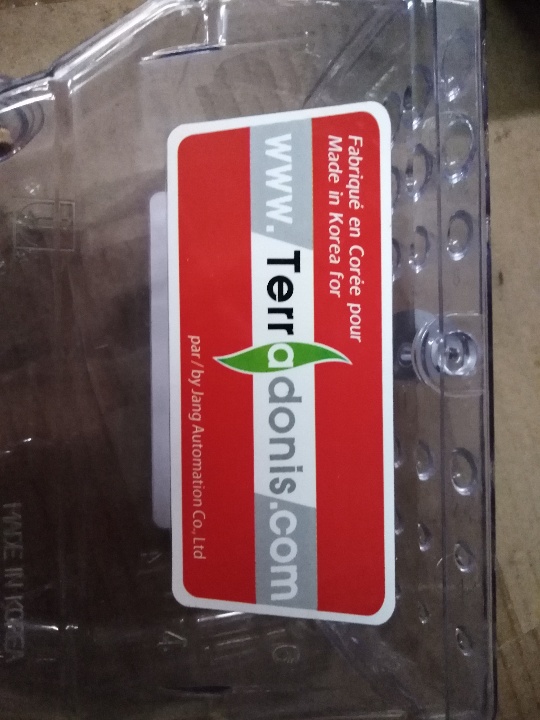 Fabriqué en Corée pour
Made in Korea for
www.Terradonis.com
par / by Jang Automation Co., Ltd
MADE IN KOREA
4